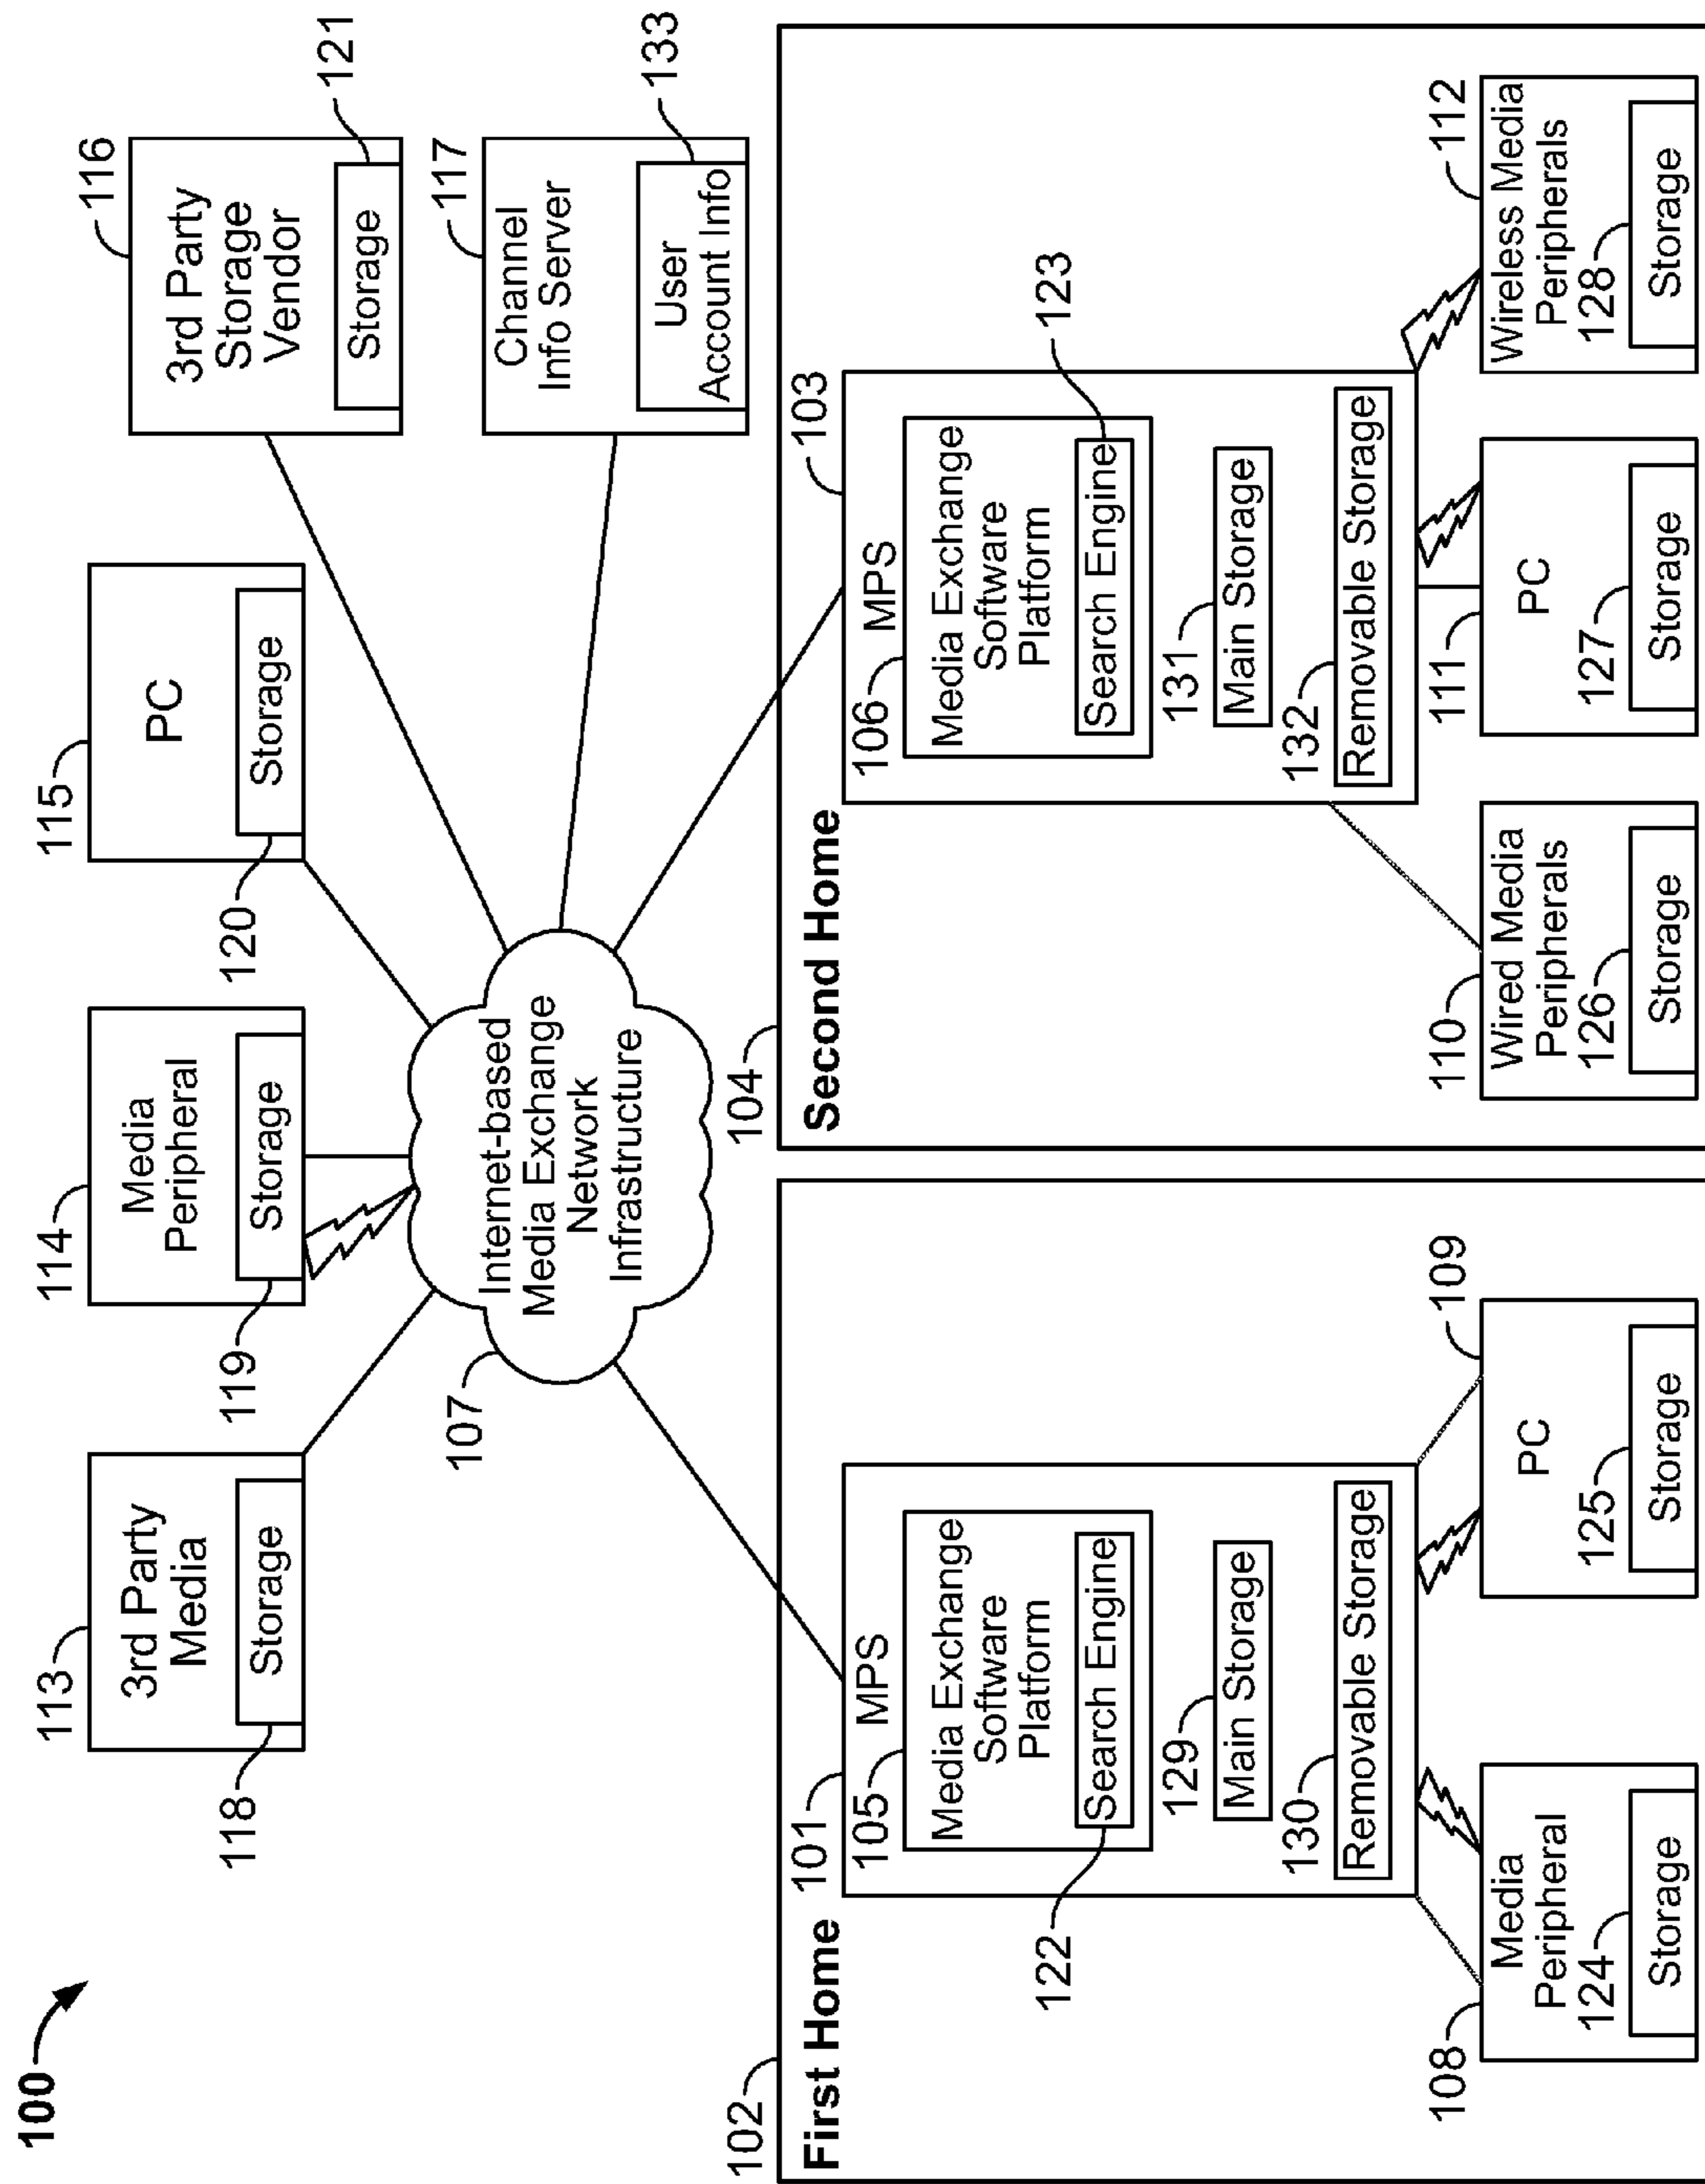 100
113
3rd Party
Media
Storage
118
114
Media
Peripheral
Storage
119
115
PC
Storage
120
116
3rd Party
Storage
Vendor
Storage
121
117
Channel
Info Server
User
Account Info
133
107
Internet-based
Media Exchange
Network
Infrastructure
102
First Home
101
MPS
105
Media Exchange
Software
Platform
Search Engine
122
129
Main Storage
130
Removable Storage
108
Media
Peripheral
124
Storage
109
PC
125
Storage
104
Second Home
103
MPS
106
Media Exchange
Software
Platform
Search Engine
123
131
Main Storage
132
Removable Storage
110
Wired Media
Peripherals
126
Storage
111
PC
127
Storage
112
Wireless Media
Peripherals
128
Storage